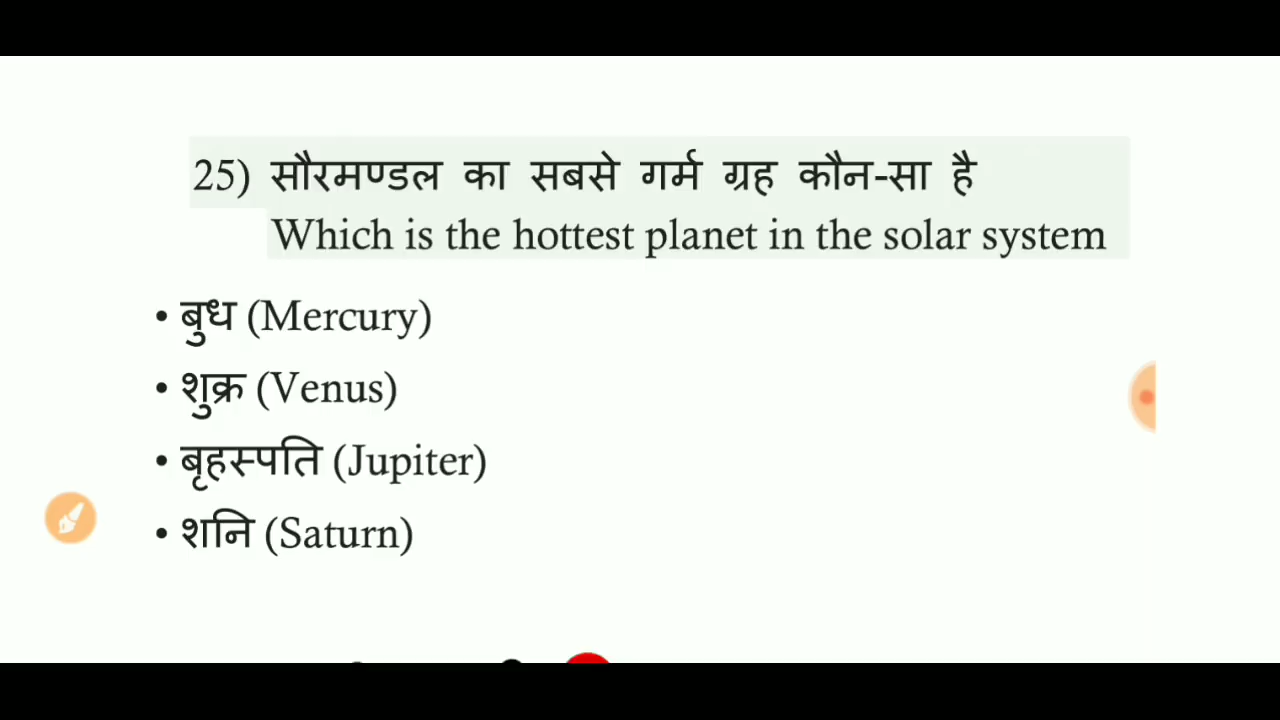 25) सौरमण्डल का सबसे गर्म ग्रह कौन-सा है
Which is the hottest planet in the solar system
• बुध (Mercury)
• शुक्र (Venus)
• बृहस्पति (Jupiter)
• शनि (Saturn)